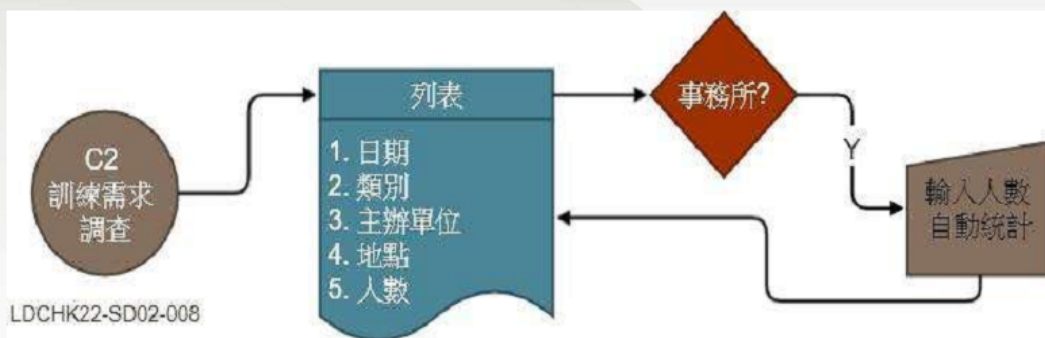 C2
訓練需求
調查
列表
1. 日期
2. 類別
3. 主辦單位
4. 地點
5. 人數
事務所?
Y
輸入人數
自動統計
LDCHK22-SD02-008